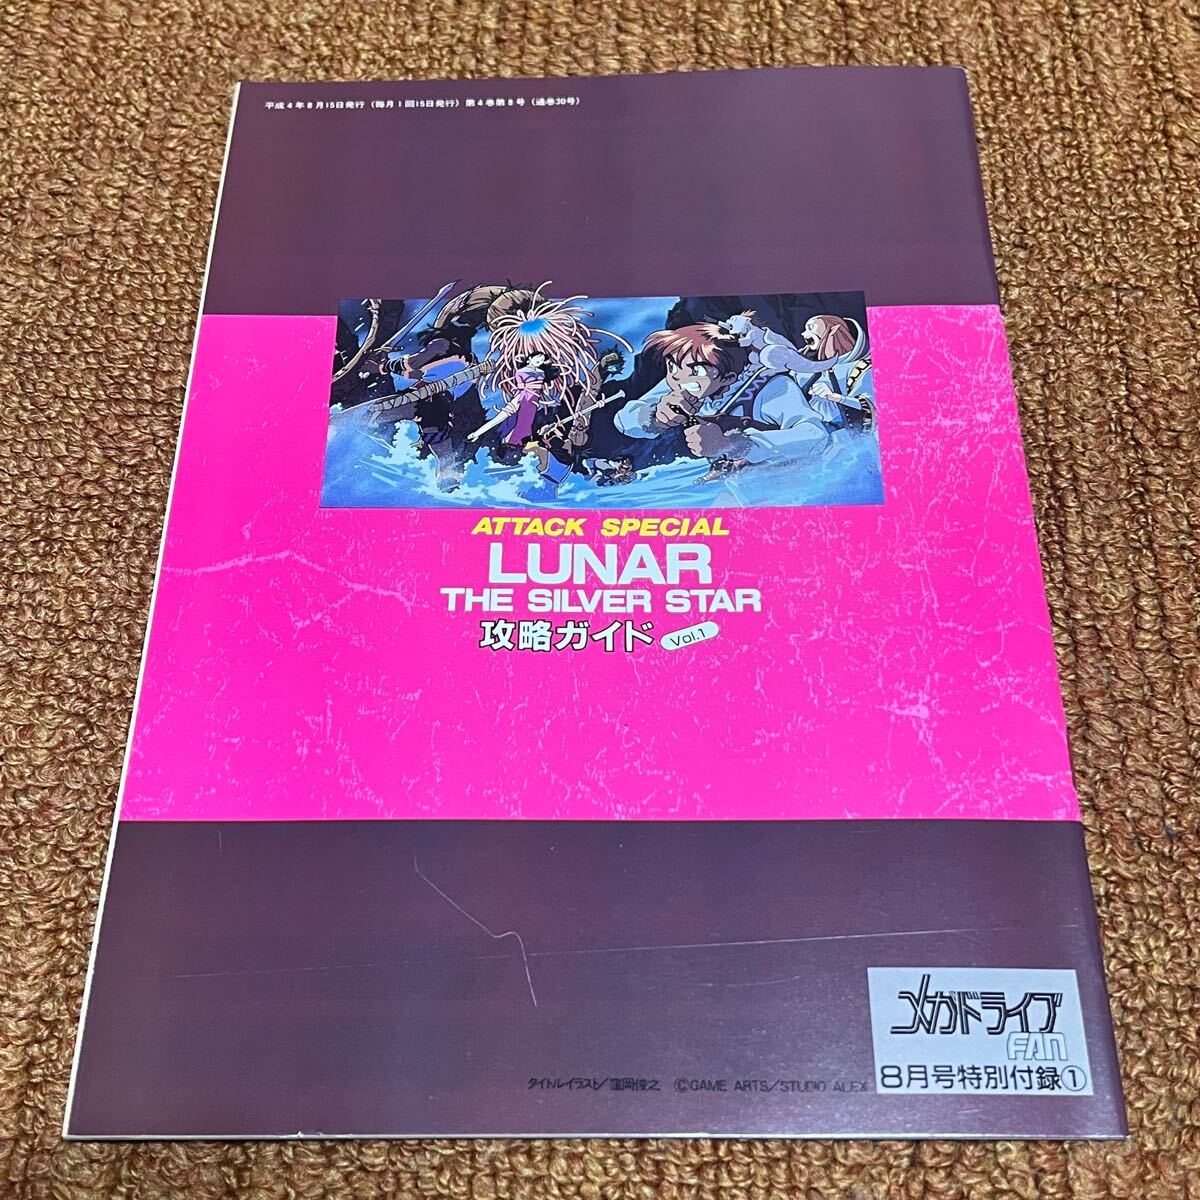 平成4年8月15日発行(毎月1回15日発行)第4巻第8号(通巻30号)
ATTACK SPECIAL
LUNAR
THE SILVER STAR
攻略ガイド Vol.1
メガドライブ
FAN
8月号特別付録①
タイトルイラスト/窪岡俊之 ©GAME ARTS/STUDIO ALEX